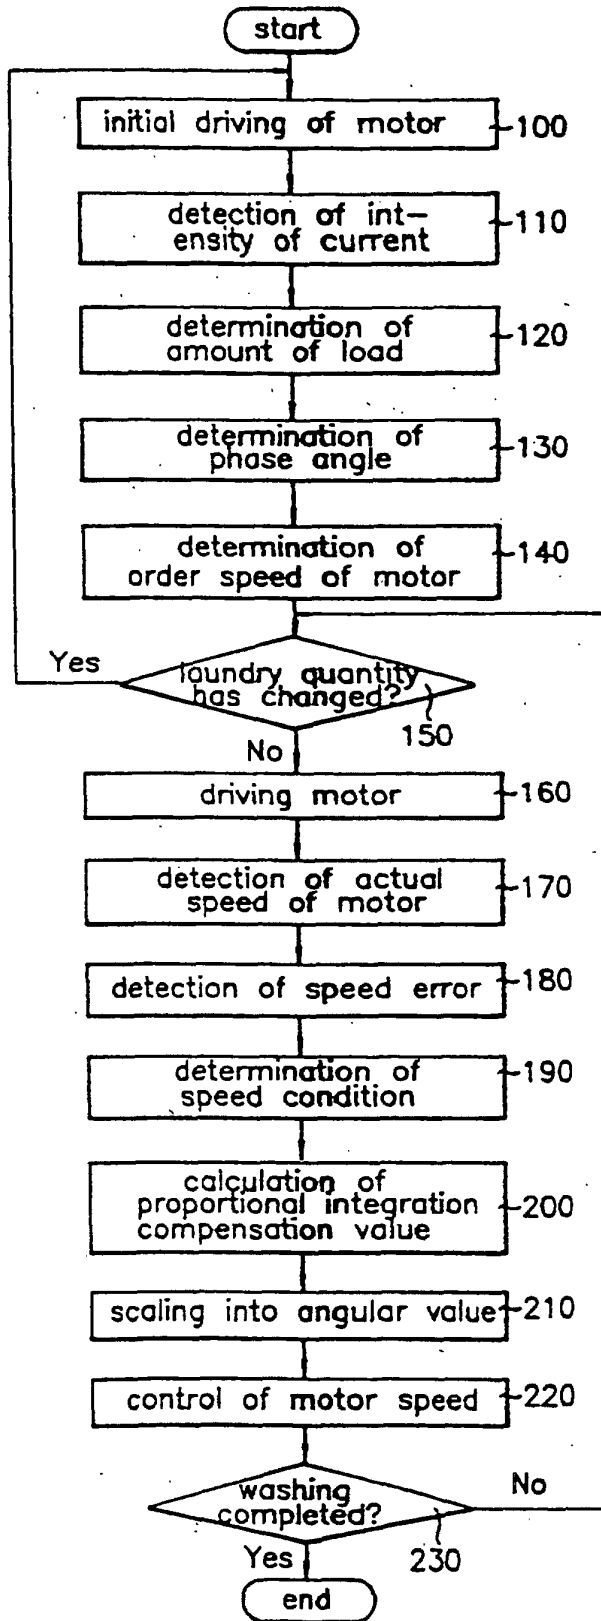 start
initial driving of motor
100
detection of int-
ensity of current
110
determination of
amount of load
120
determination of
phase angle
130
determination of
order speed of motor
140
Yes
laundry quantity
has changed?
150
No
driving motor
160
detection of actual
speed of motor
170
detection of speed error
180
determination of
speed condition
190
calculation of
proportional integration
compensation value
200
scaling into angular value
210
control of motor speed
220
washing
completed?
No
230
Yes
end